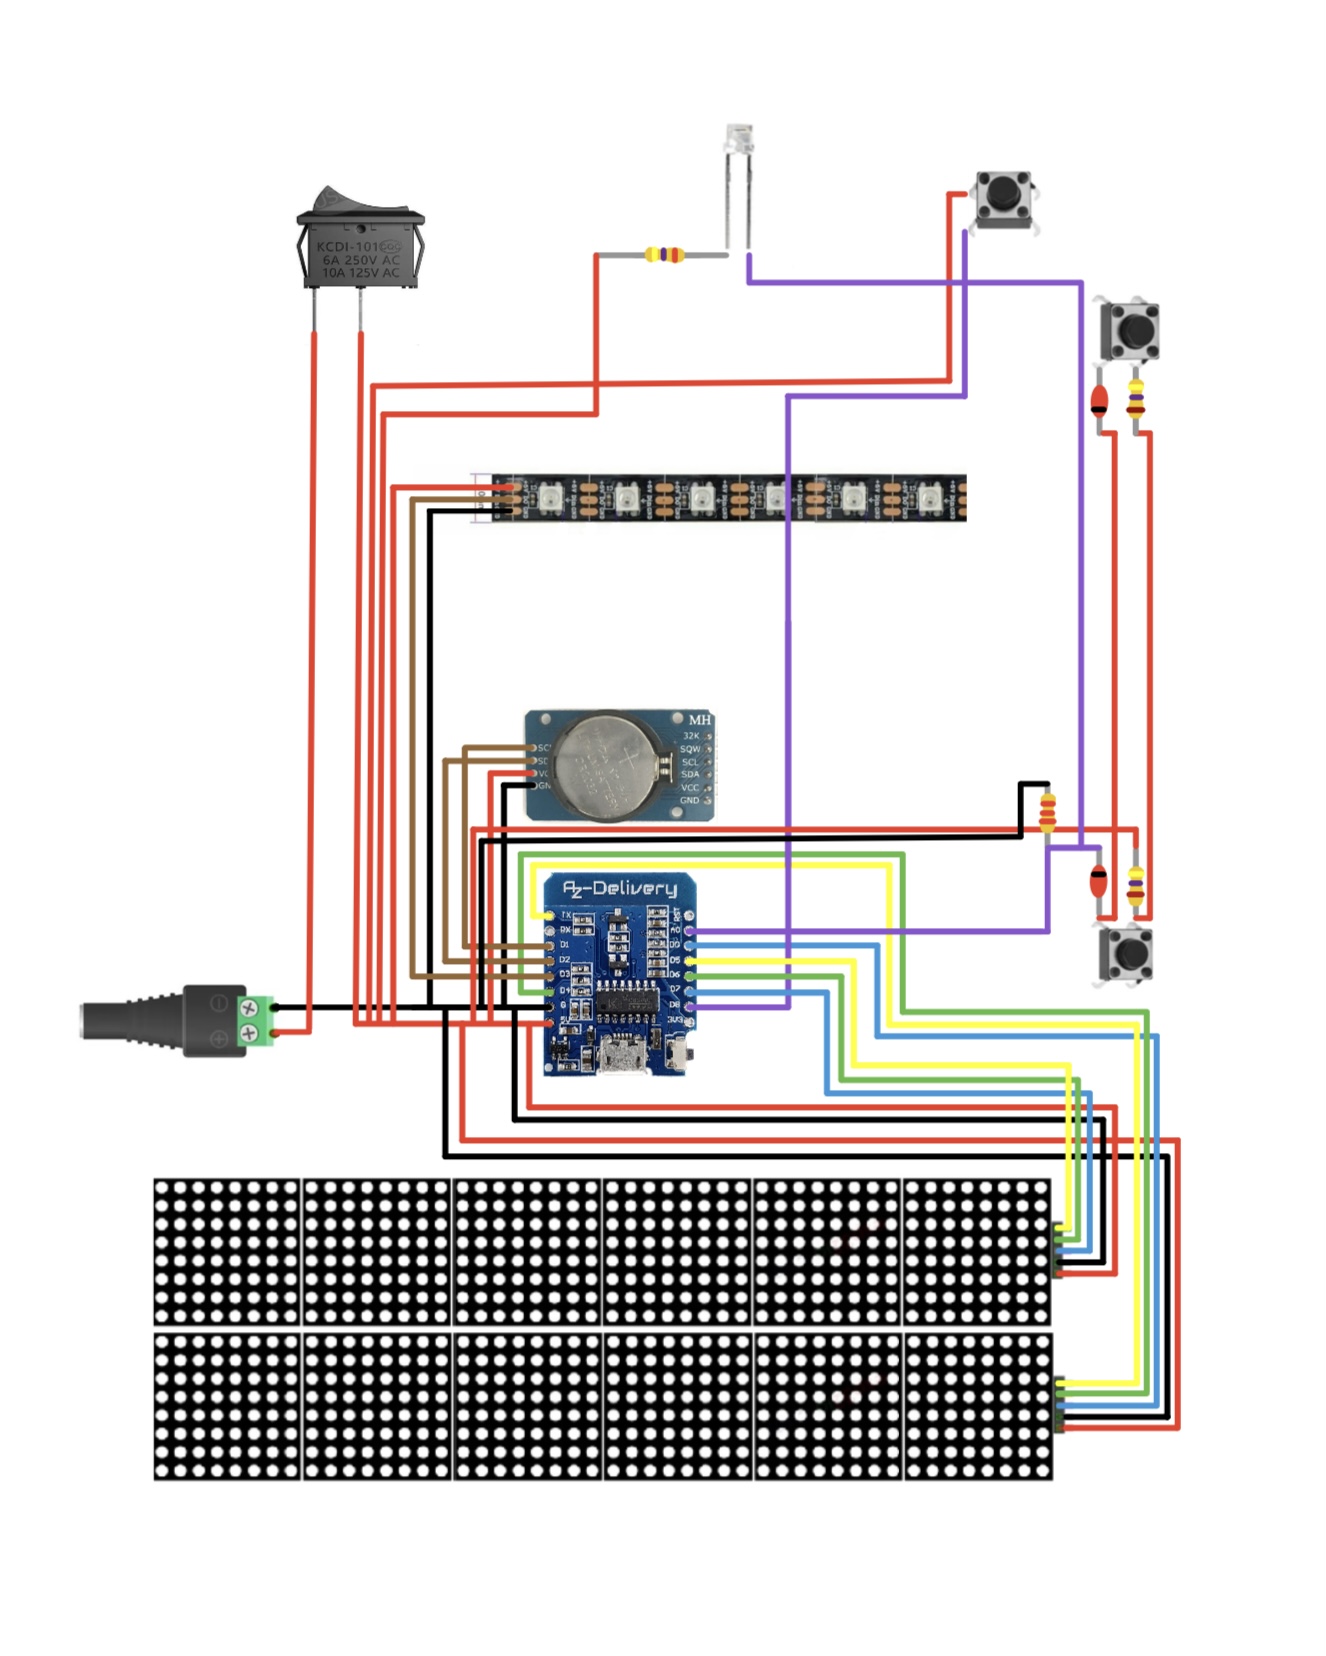 KCDI-101
6A 250V AC
10A 125V AC
MH
32K
SQW
SCL
SDA
VCC
GND
SC
SD
VC
GN
Az-Delivery
TX
RX
D1
D2
D3
D4
G
5V
RST
A0
D0
D5
D6
D7
D8
3V3